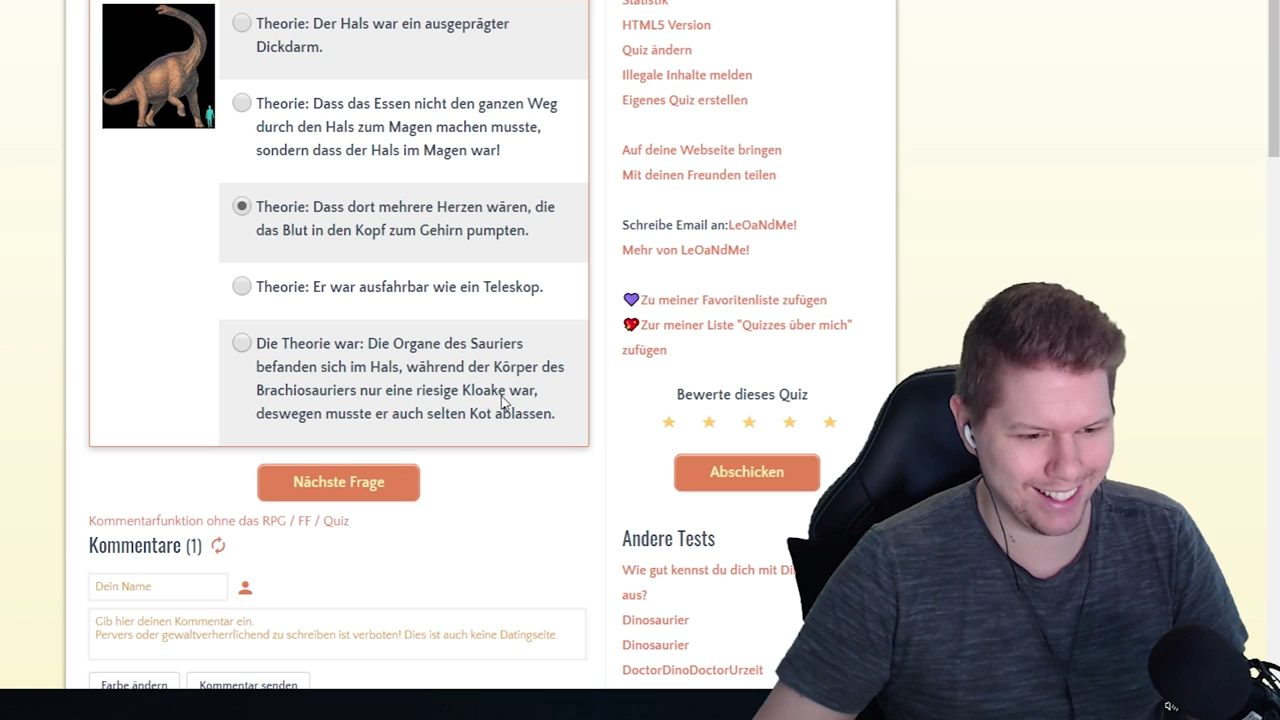 Theorie: Der Hals war ein ausgeprägter
Dickdarm.
Theorie: Dass das Essen nicht den ganzen Weg
durch den Hals zum Magen machen musste,
sondern dass der Hals im Magen war!
Theorie: Dass dort mehrere Herzen wären, die
das Blut in den Kopf zum Gehirn pumpten.
Theorie: Er war ausfahrbar wie ein Teleskop.
Die Theorie war: Die Organe des Sauriers
befanden sich im Hals, während der Körper des
Brachiosauriers nur eine riesige Kloake war,
deswegen musste er auch selten Kot ablassen.
Nächste Frage
Kommentarfunktion ohne das RPG / FF / Quiz
Kommentare (1)
Dein Name
Gib hier deinen Kommentar ein.
Pervers oder gewaltverherrlichend zu schreiben ist verboten! Dies ist auch keine Datingseite.
Farbe ändern
Kommentar senden
Statistik
HTML5 Version
Quiz ändern
Illegale Inhalte melden
Eigenes Quiz erstellen
Auf deine Webseite bringen
Mit deinen Freunden teilen
Schreibe Email an:LeOaNdMe!
Mehr von LeOaNdMe!
Zu meiner Favoritenliste zufügen
Zur meiner Liste "Quizzes über mich"
zufügen
Bewerte dieses Quiz
Abschicken
Andere Tests
Wie gut kennst du dich mit
aus?
Dinosaurier
Dinosaurier
DoctorDinoDoctorUrzeit